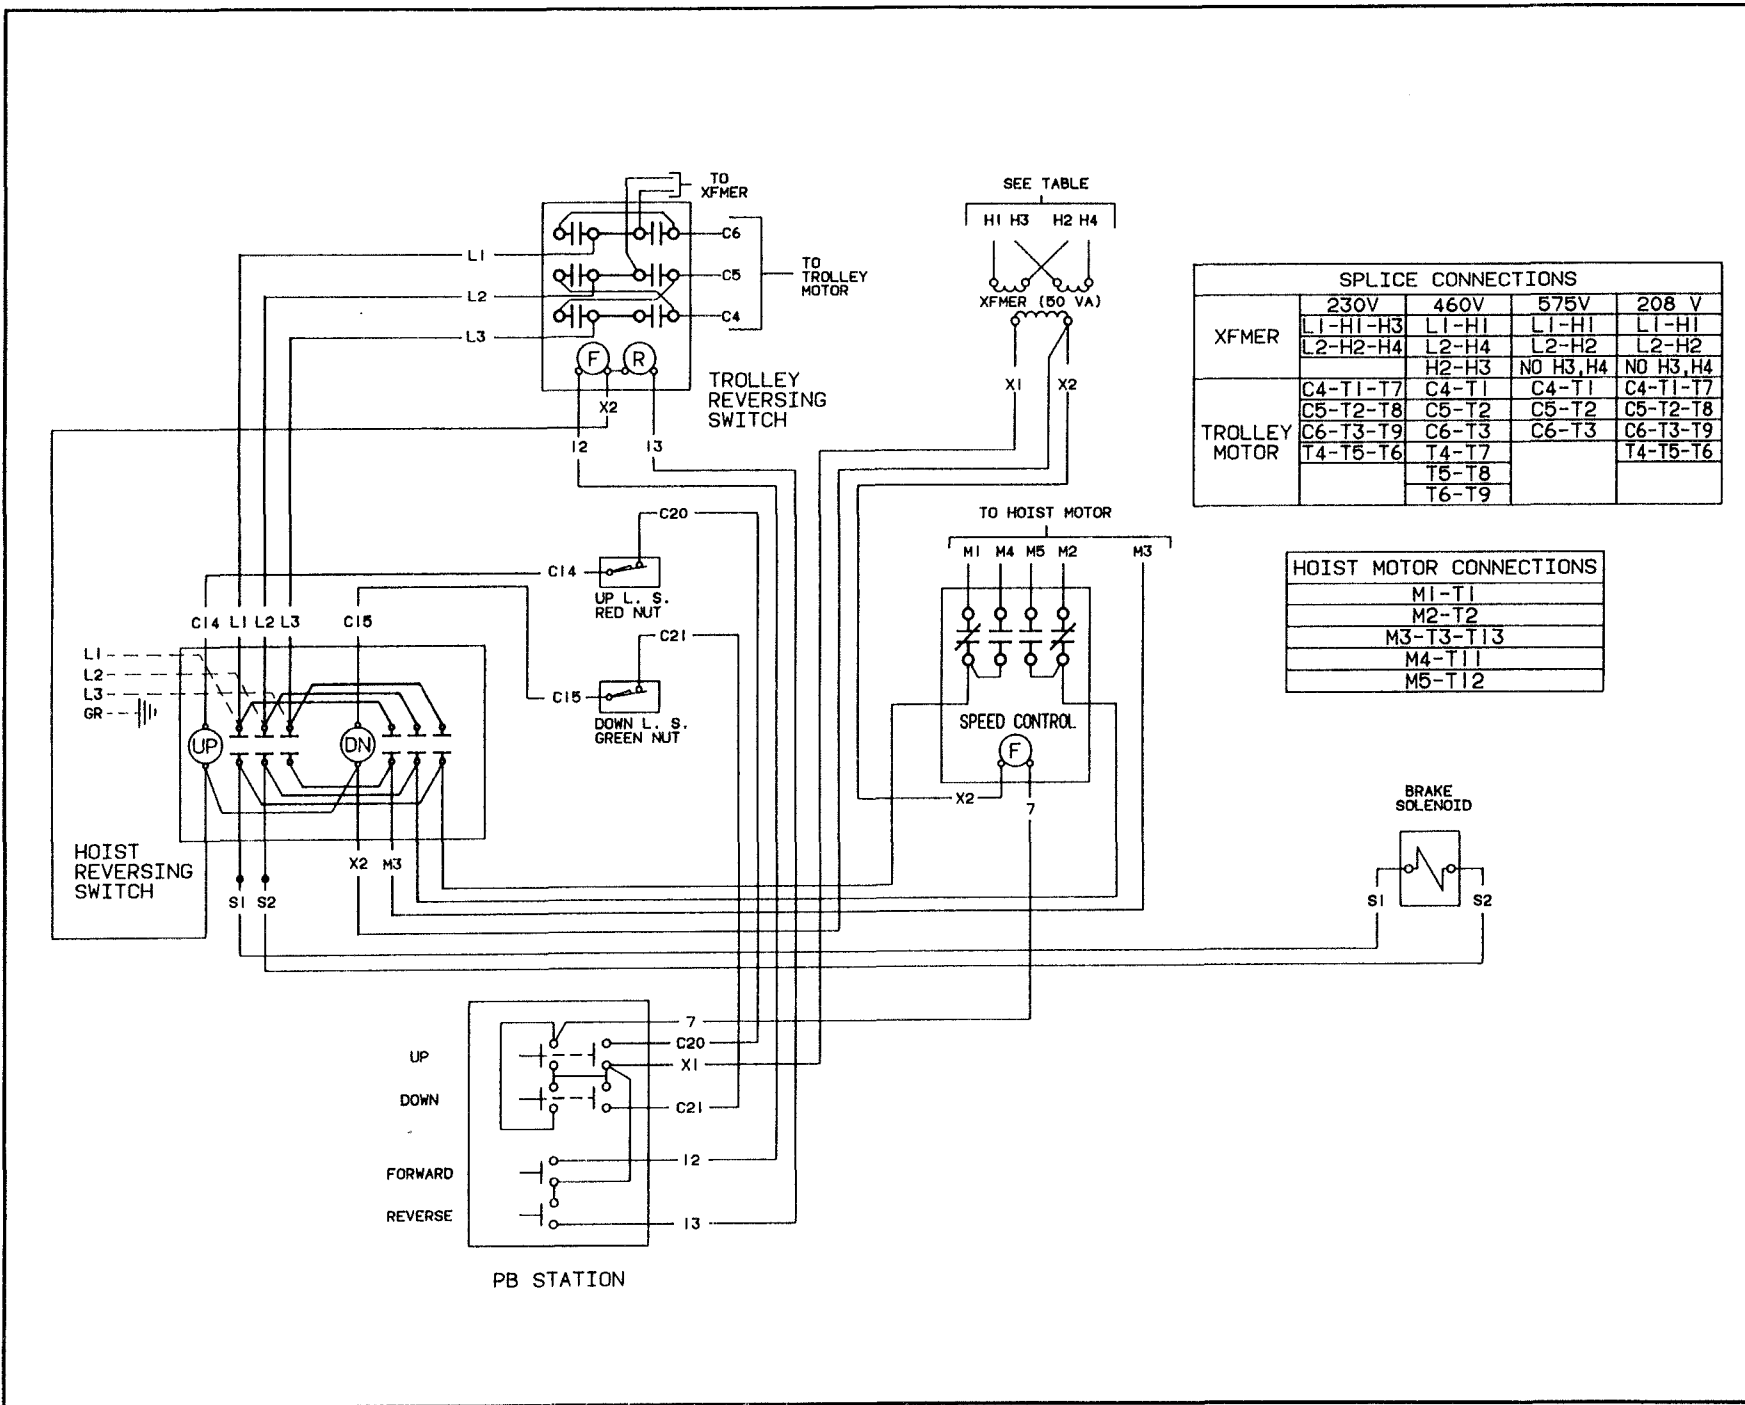 TO
XFMER
SEE TABLE
H1 H3 H2 H4
C6
L1
TO
TROLLEY
MOTOR
C5
L2
C4
L3
F R
XFMER (50 VA)
TROLLEY
REVERSING
SWITCH
X2
12 13
X1 X2
SPLICE CONNECTIONS
230V 460V 575V 208 V
XFMER
L1-H1-H3 L1-H1 L1-H1 L1-H1
L2-H2-H4 L2-H4 L2-H2 L2-H2
H2-H3 NO H3,H4 NO H3,H4
TROLLEY
MOTOR
C4-T1-T7 C4-T1 C4-T1 C4-T1-T7
C5-T2-T8 C5-T2 C5-T2 C5-T2-T8
C6-T3-T9 C6-T3 C6-T3 C6-T3-T9
T4-T5-T6 T4-T7 T4-T5-T6
T5-T8
T6-T9
C20
C14
UP L. S.
RED NUT
C21
C15
DOWN L. S.
GREEN NUT
TO HOIST MOTOR
M1 M4 M5 M2 M3
SPEED CONTROL
F
X2
7
HOIST MOTOR CONNECTIONS
M1-T1
M2-T2
M3-T3-T13
M4-T11
M5-T12
C14 L1 L2 L3 C15
L1
L2
L3
GR
UP
DN
HOIST
REVERSING
SWITCH
X2 M3
S1 S2
BRAKE
SOLENOID
S1 S2
7
UP
C20
X1
DOWN
C21
FORWARD
12
REVERSE
13
PB STATION